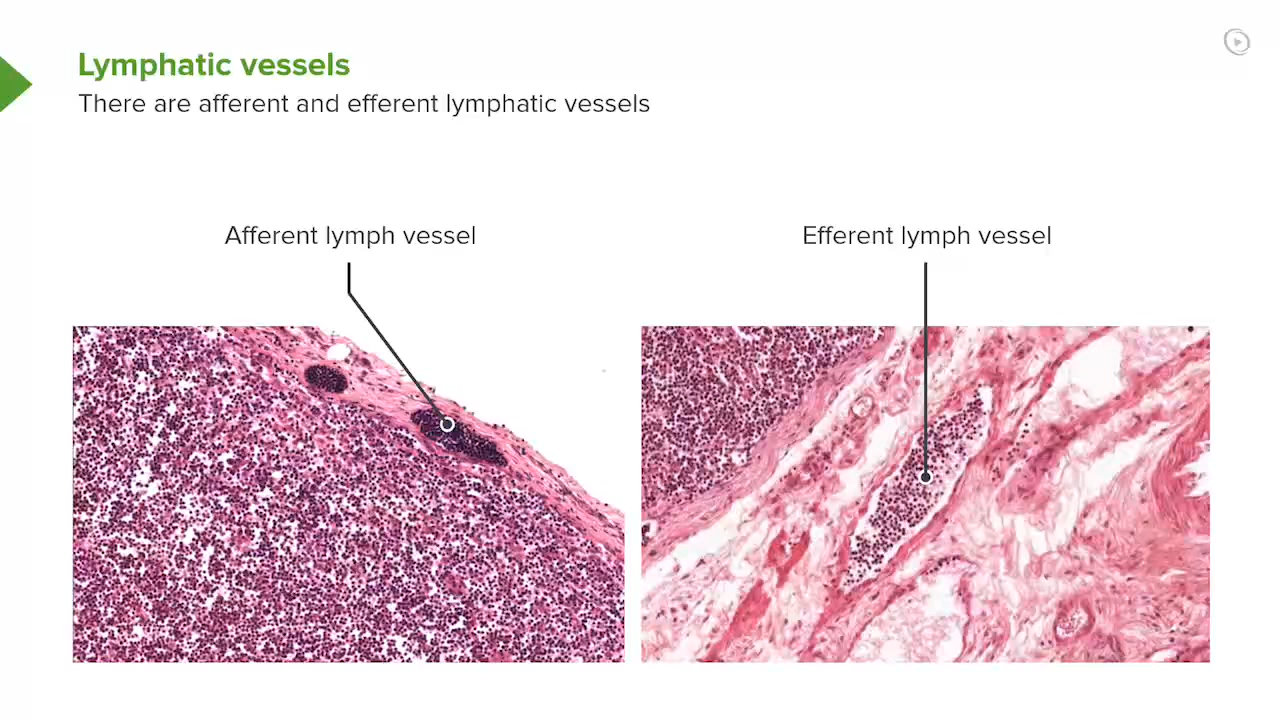 Lymphatic vessels
There are afferent and efferent lymphatic vessels
Afferent lymph vessel
Efferent lymph vessel